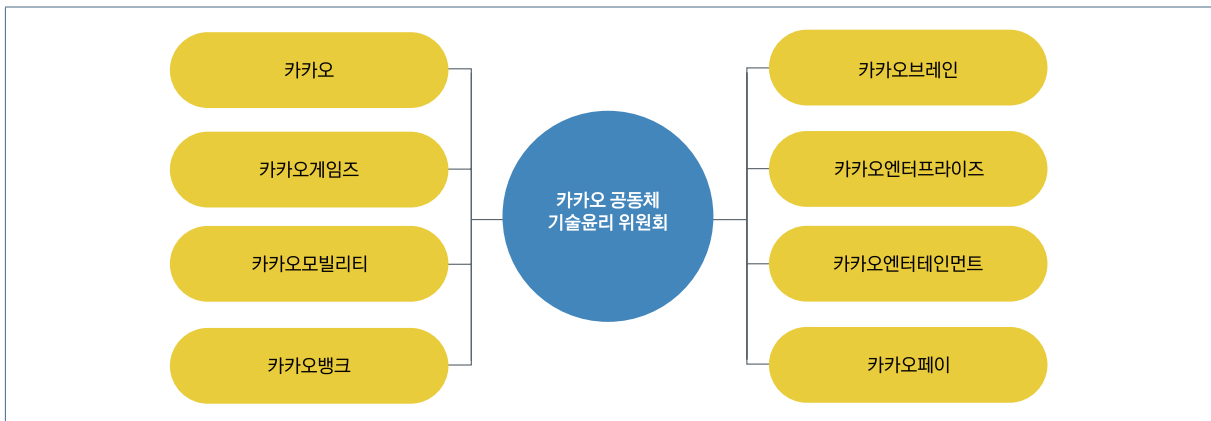 카카오
카카오게임즈
카카오모빌리티
카카오뱅크
카카오 공동체
기술윤리 위원회
카카오브레인
카카오엔터프라이즈
카카오엔터테인먼트
카카오페이